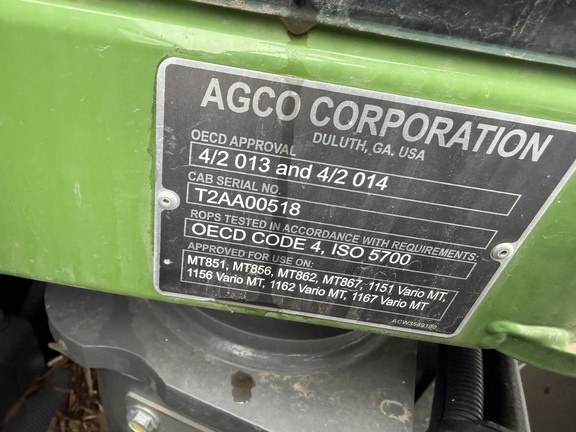 AGCO CORPORATION
DULUTH, GA. USA
OECD APPROVAL
4/2 013 and 4/2 014
CAB SERIAL NO.
T2AA00518
ROPS TESTED IN ACCORDANCE WITH REQUIREMENTS:
OECD CODE 4, ISO 5700
APPROVED FOR USE ON:
MT851, MT856, MT862, MT867, 1151 Vario MT,
1156 Vario MT, 1162 Vario MT, 1167 Vario MT